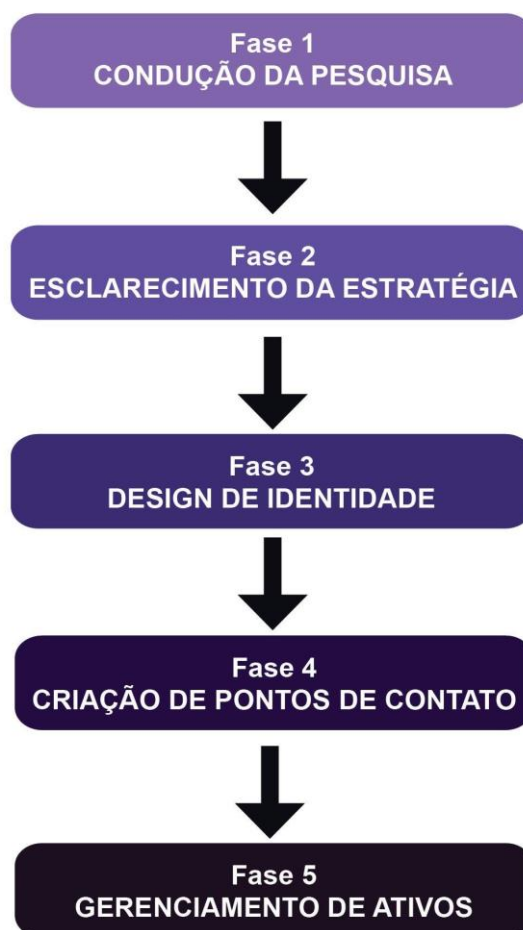 Fase 1
CONDUÇÃO DA PESQUISA
Fase 2
ESCLARECIMENTO DA ESTRATÉGIA
Fase 3
DESIGN DE IDENTIDADE
Fase 4
CRIAÇÃO DE PONTOS DE CONTATO
Fase 5
GERENCIAMENTO DE ATIVOS